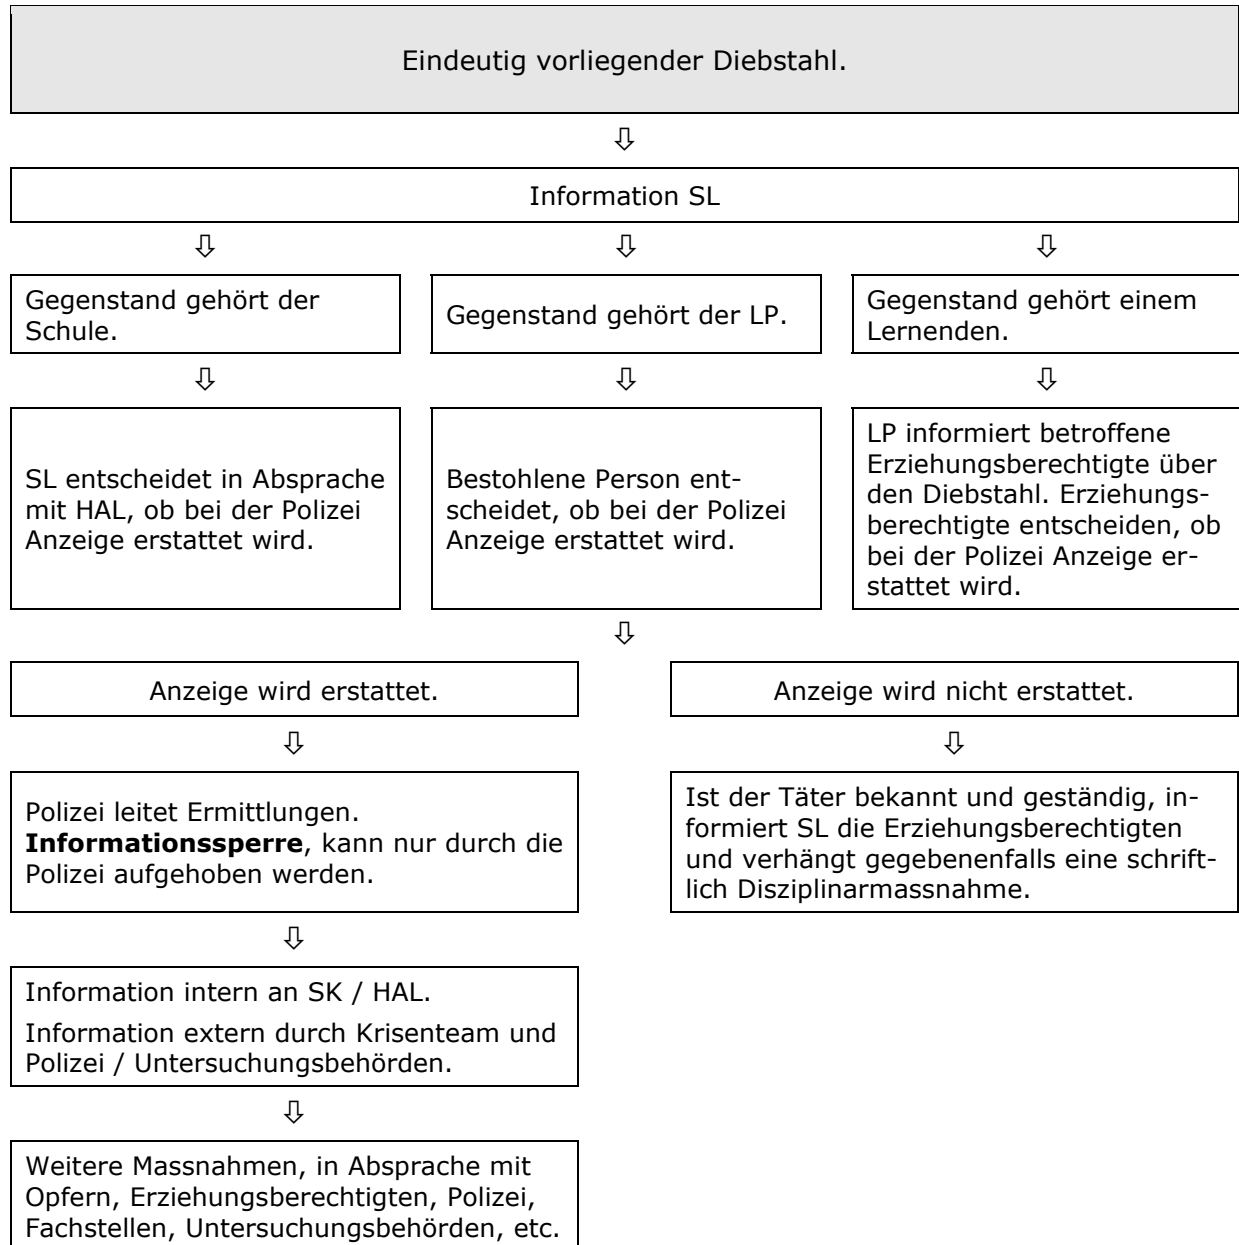 Eindeutig vorliegender Diebstahl.
⇩
Information SL
⇩ ⇩ ⇩
Gegenstand gehört der
Schule.
Gegenstand gehört der LP.
Gegenstand gehört einem
Lernenden.
⇩ ⇩ ⇩
SL entscheidet in Absprache
mit HAL, ob bei der Polizei
Anzeige erstattet wird.
Bestohlene Person ent-
scheidet, ob bei der Polizei
Anzeige erstattet wird.
LP informiert betroffene
Erziehungsberechtigte über
den Diebstahl. Erziehungs-
berechtigte entscheiden, ob
bei der Polizei Anzeige er-
stattet wird.
⇩
Anzeige wird erstattet.
Anzeige wird nicht erstattet.
⇩ ⇩
Polizei leitet Ermittlungen.
Informationssperre, kann nur durch die
Polizei aufgehoben werden.
Ist der Täter bekannt und geständig, in-
formiert SL die Erziehungsberechtigten
und verhängt gegebenenfalls eine schrift-
lich Disziplinarmassnahme.
⇩
Information intern an SK / HAL.
Information extern durch Krisenteam und
Polizei / Untersuchungsbehörden.
⇩
Weitere Massnahmen, in Absprache mit
Opfern, Erziehungsberechtigten, Polizei,
Fachstellen, Untersuchungsbehörden, etc.